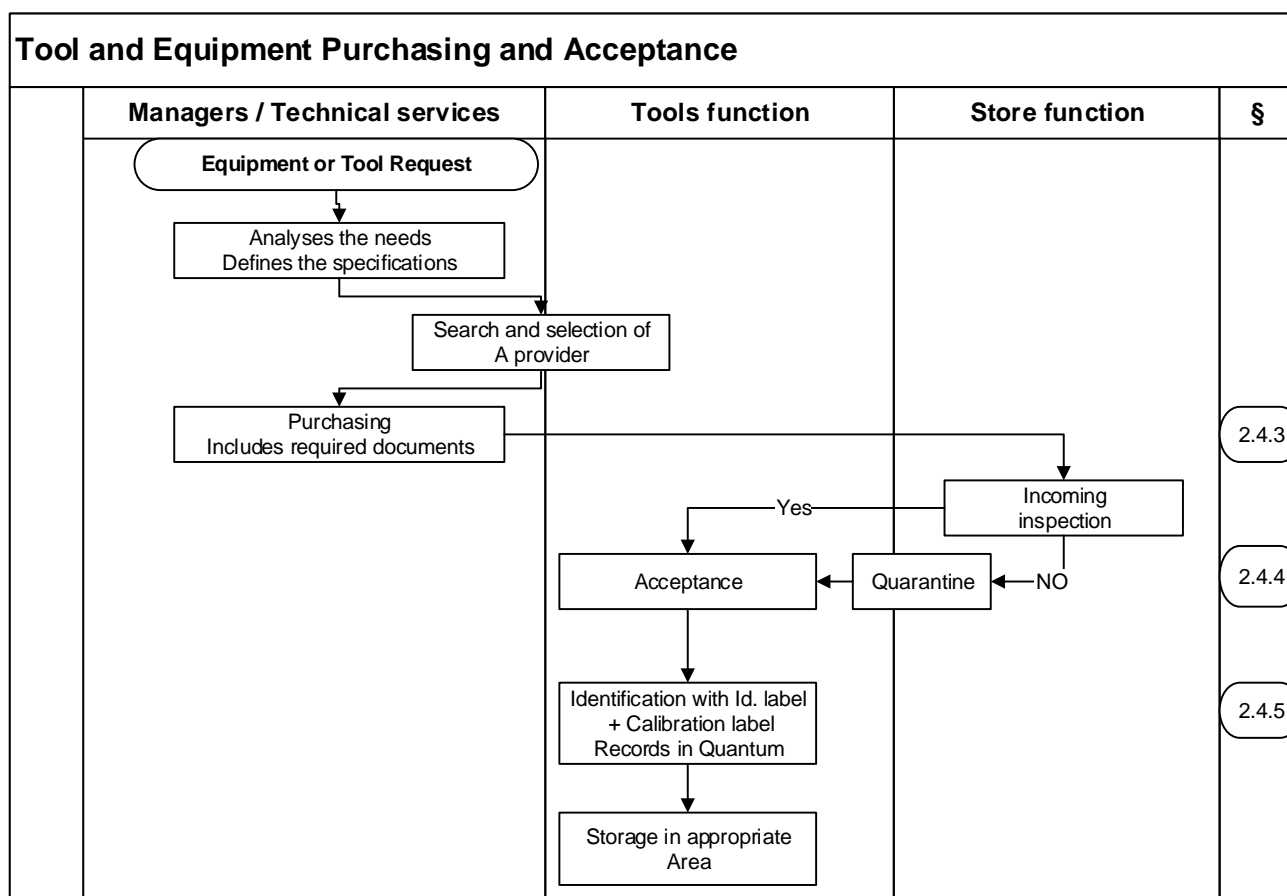 Tool and Equipment Purchasing and Acceptance
Managers / Technical services
Tools function
Store function
§
Equipment or Tool Request
Analyses the needs
Defines the specifications
Search and selection of
A provider
Purchasing
Includes required documents
2.4.3
Incoming
inspection
Yes
Acceptance
Quarantine
NO
2.4.4
Identification with Id. label
+ Calibration label
Records in Quantum
2.4.5
Storage in appropriate
Area